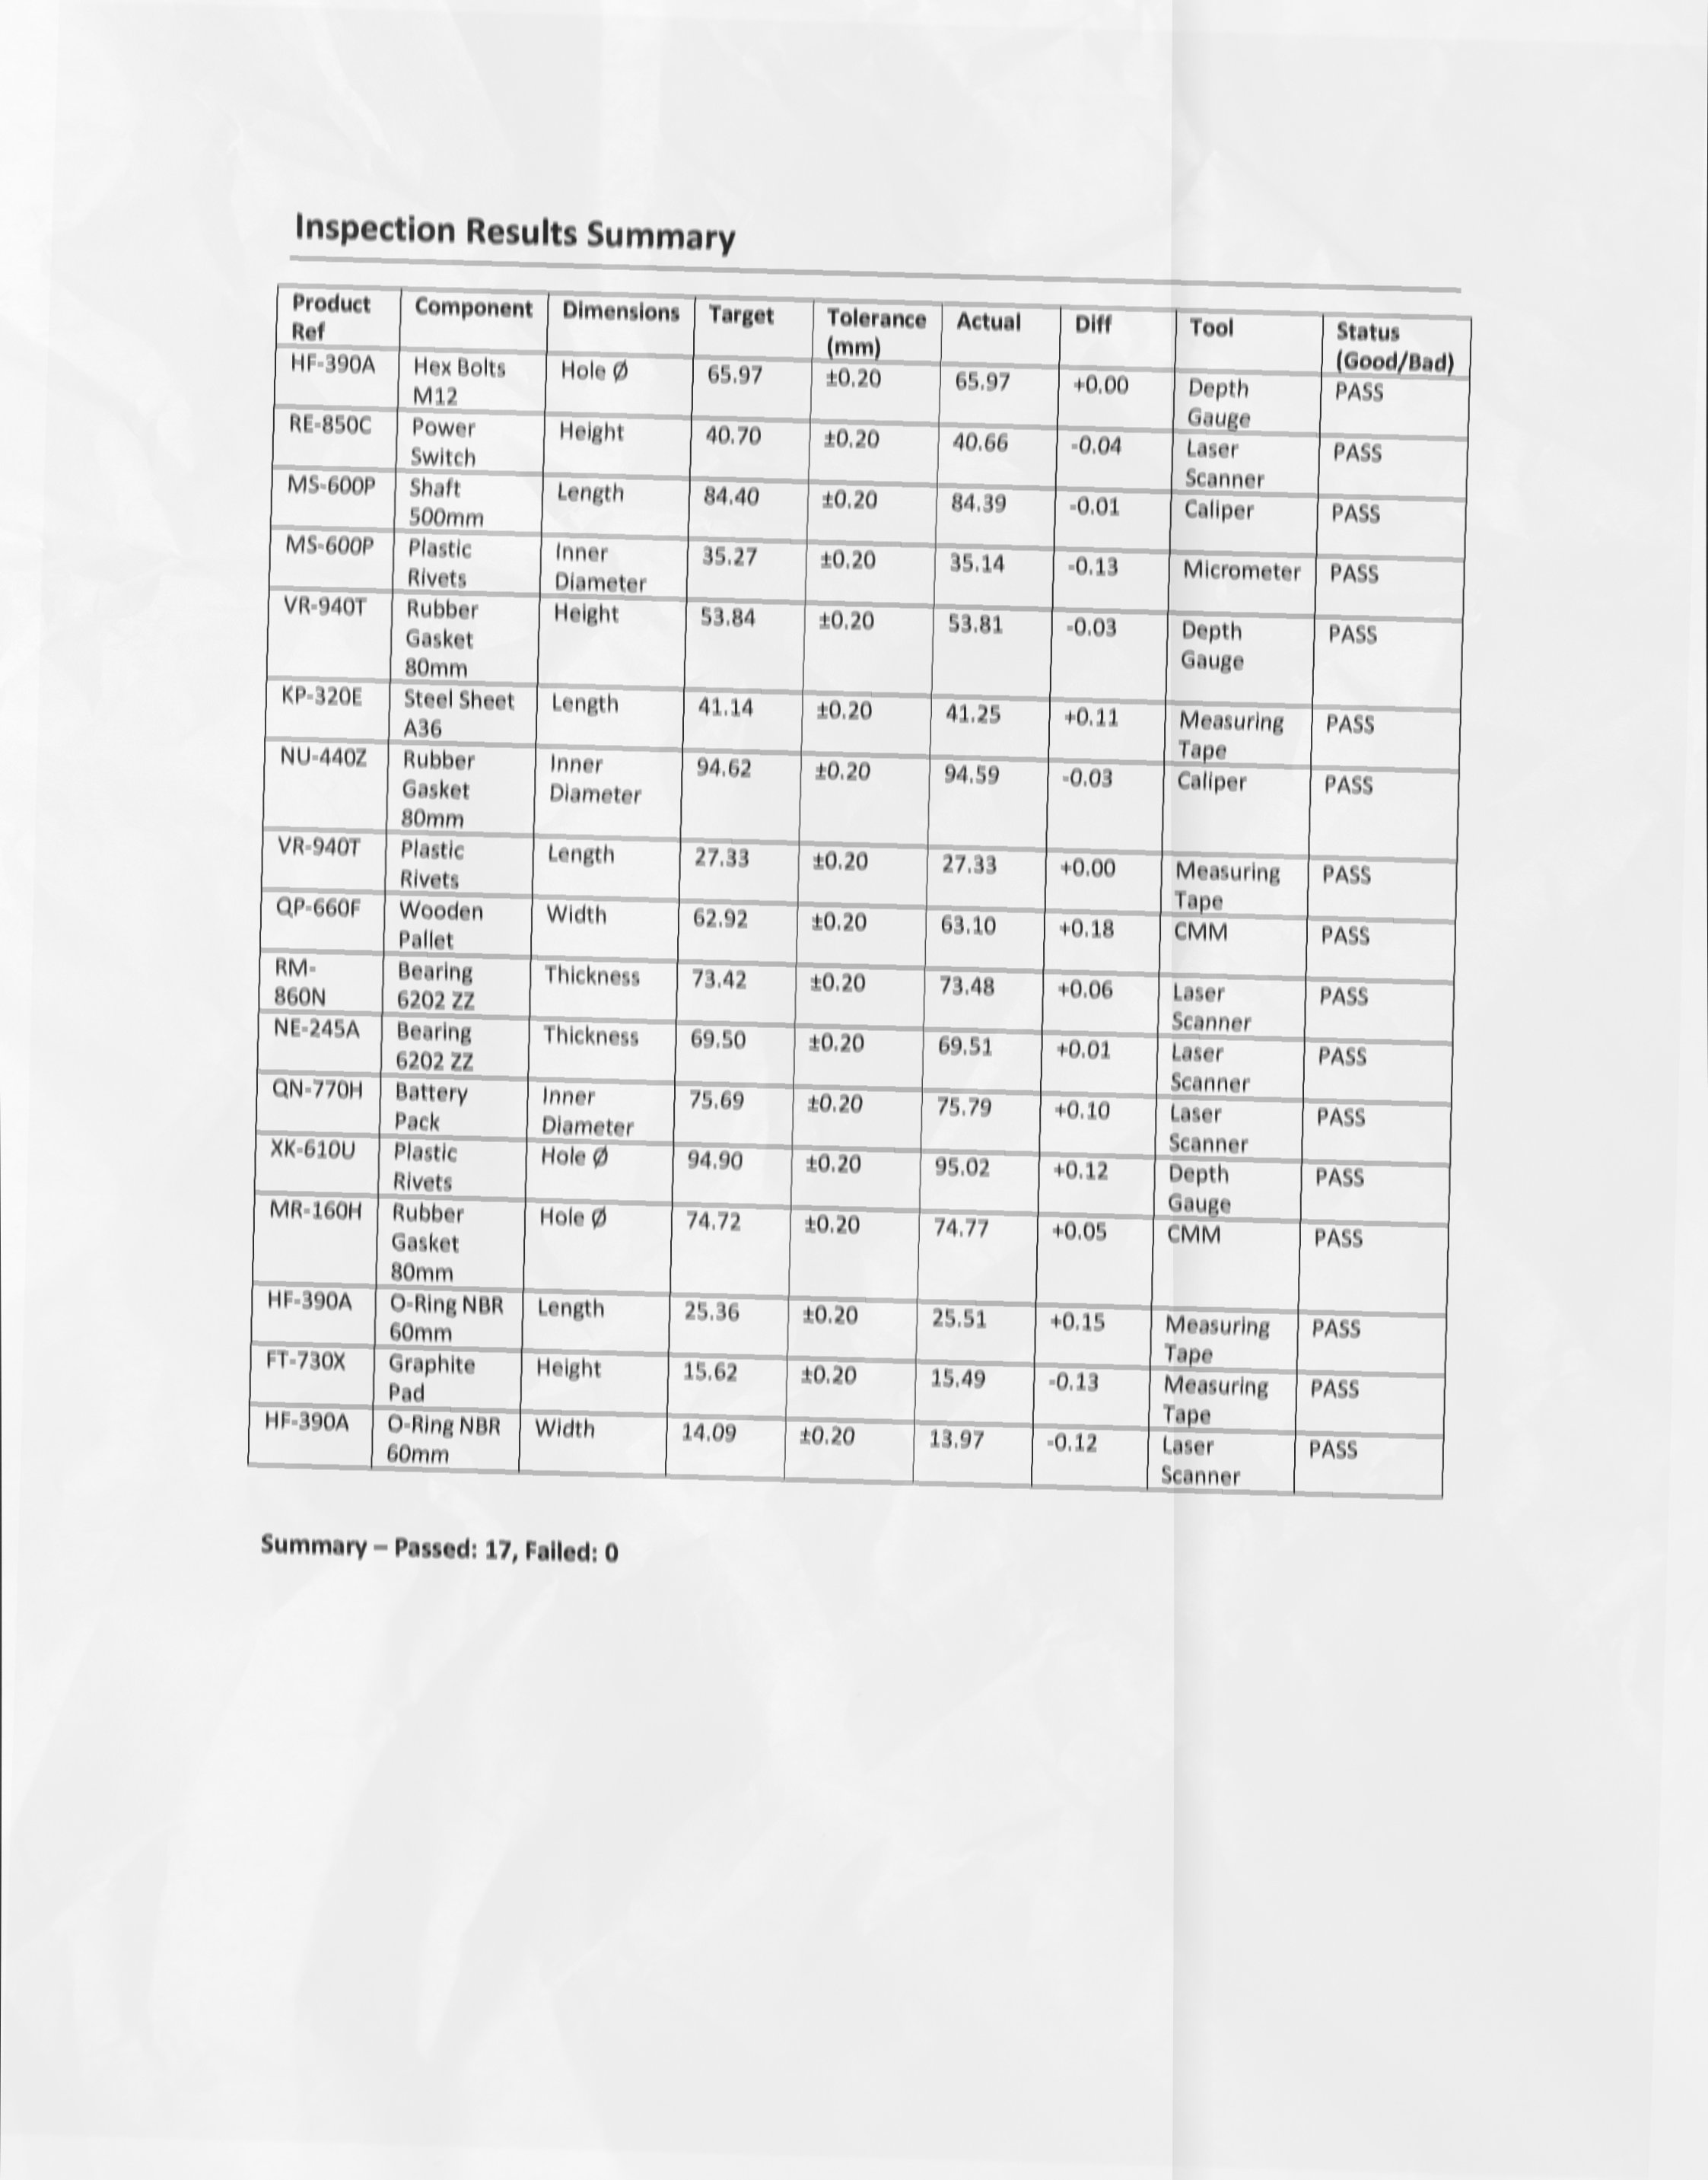 Inspection Results Summary
Product Ref Component Dimensions Target Tolerance (mm) Actual Diff Tool Status (Good/Bad)
HF-390A Hex Bolts M12 Hole Ø 65.97 ±0.20 65.97 +0.00 Depth Gauge PASS
RE-850C Power Switch Height 40.70 ±0.20 40.66 -0.04 Laser Scanner PASS
MS-600P Shaft 500mm Length 84.40 ±0.20 84.39 -0.01 Caliper PASS
MS-600P Plastic Rivets Inner Diameter 35.27 ±0.20 35.14 -0.13 Micrometer PASS
VR-940T Rubber Gasket 80mm Height 53.84 ±0.20 53.81 -0.03 Depth Gauge PASS
KP-320E Steel Sheet A36 Length 41.14 ±0.20 41.25 +0.11 Measuring Tape PASS
NU-440Z Rubber Gasket 80mm Inner Diameter 94.62 ±0.20 94.59 -0.03 Caliper PASS
VR-940T Plastic Rivets Length 27.33 ±0.20 27.33 +0.00 Measuring Tape PASS
QP-660F Wooden Pallet Width 62.92 ±0.20 63.10 +0.18 CMM PASS
RM-860N Bearing 6202 ZZ Thickness 73.42 ±0.20 73.48 +0.06 Laser Scanner PASS
NE-245A Bearing 6202 ZZ Thickness 69.50 ±0.20 69.51 +0.01 Laser Scanner PASS
QN-770H Battery Pack Inner Diameter 75.69 ±0.20 75.79 +0.10 Laser Scanner PASS
XK-610U Plastic Rivets Hole Ø 94.90 ±0.20 95.02 +0.12 Depth Gauge PASS
MR-160H Rubber Gasket 80mm Hole Ø 74.72 ±0.20 74.77 +0.05 CMM PASS
HF-390A O-Ring NBR 60mm Length 25.36 ±0.20 25.51 +0.15 Measuring Tape PASS
FT-730X Graphite Pad Height 15.62 ±0.20 15.49 -0.13 Measuring Tape PASS
HF-390A O-Ring NBR 60mm Width 14.09 ±0.20 13.97 -0.12 Laser Scanner PASS
Summary – Passed: 17, Failed: 0